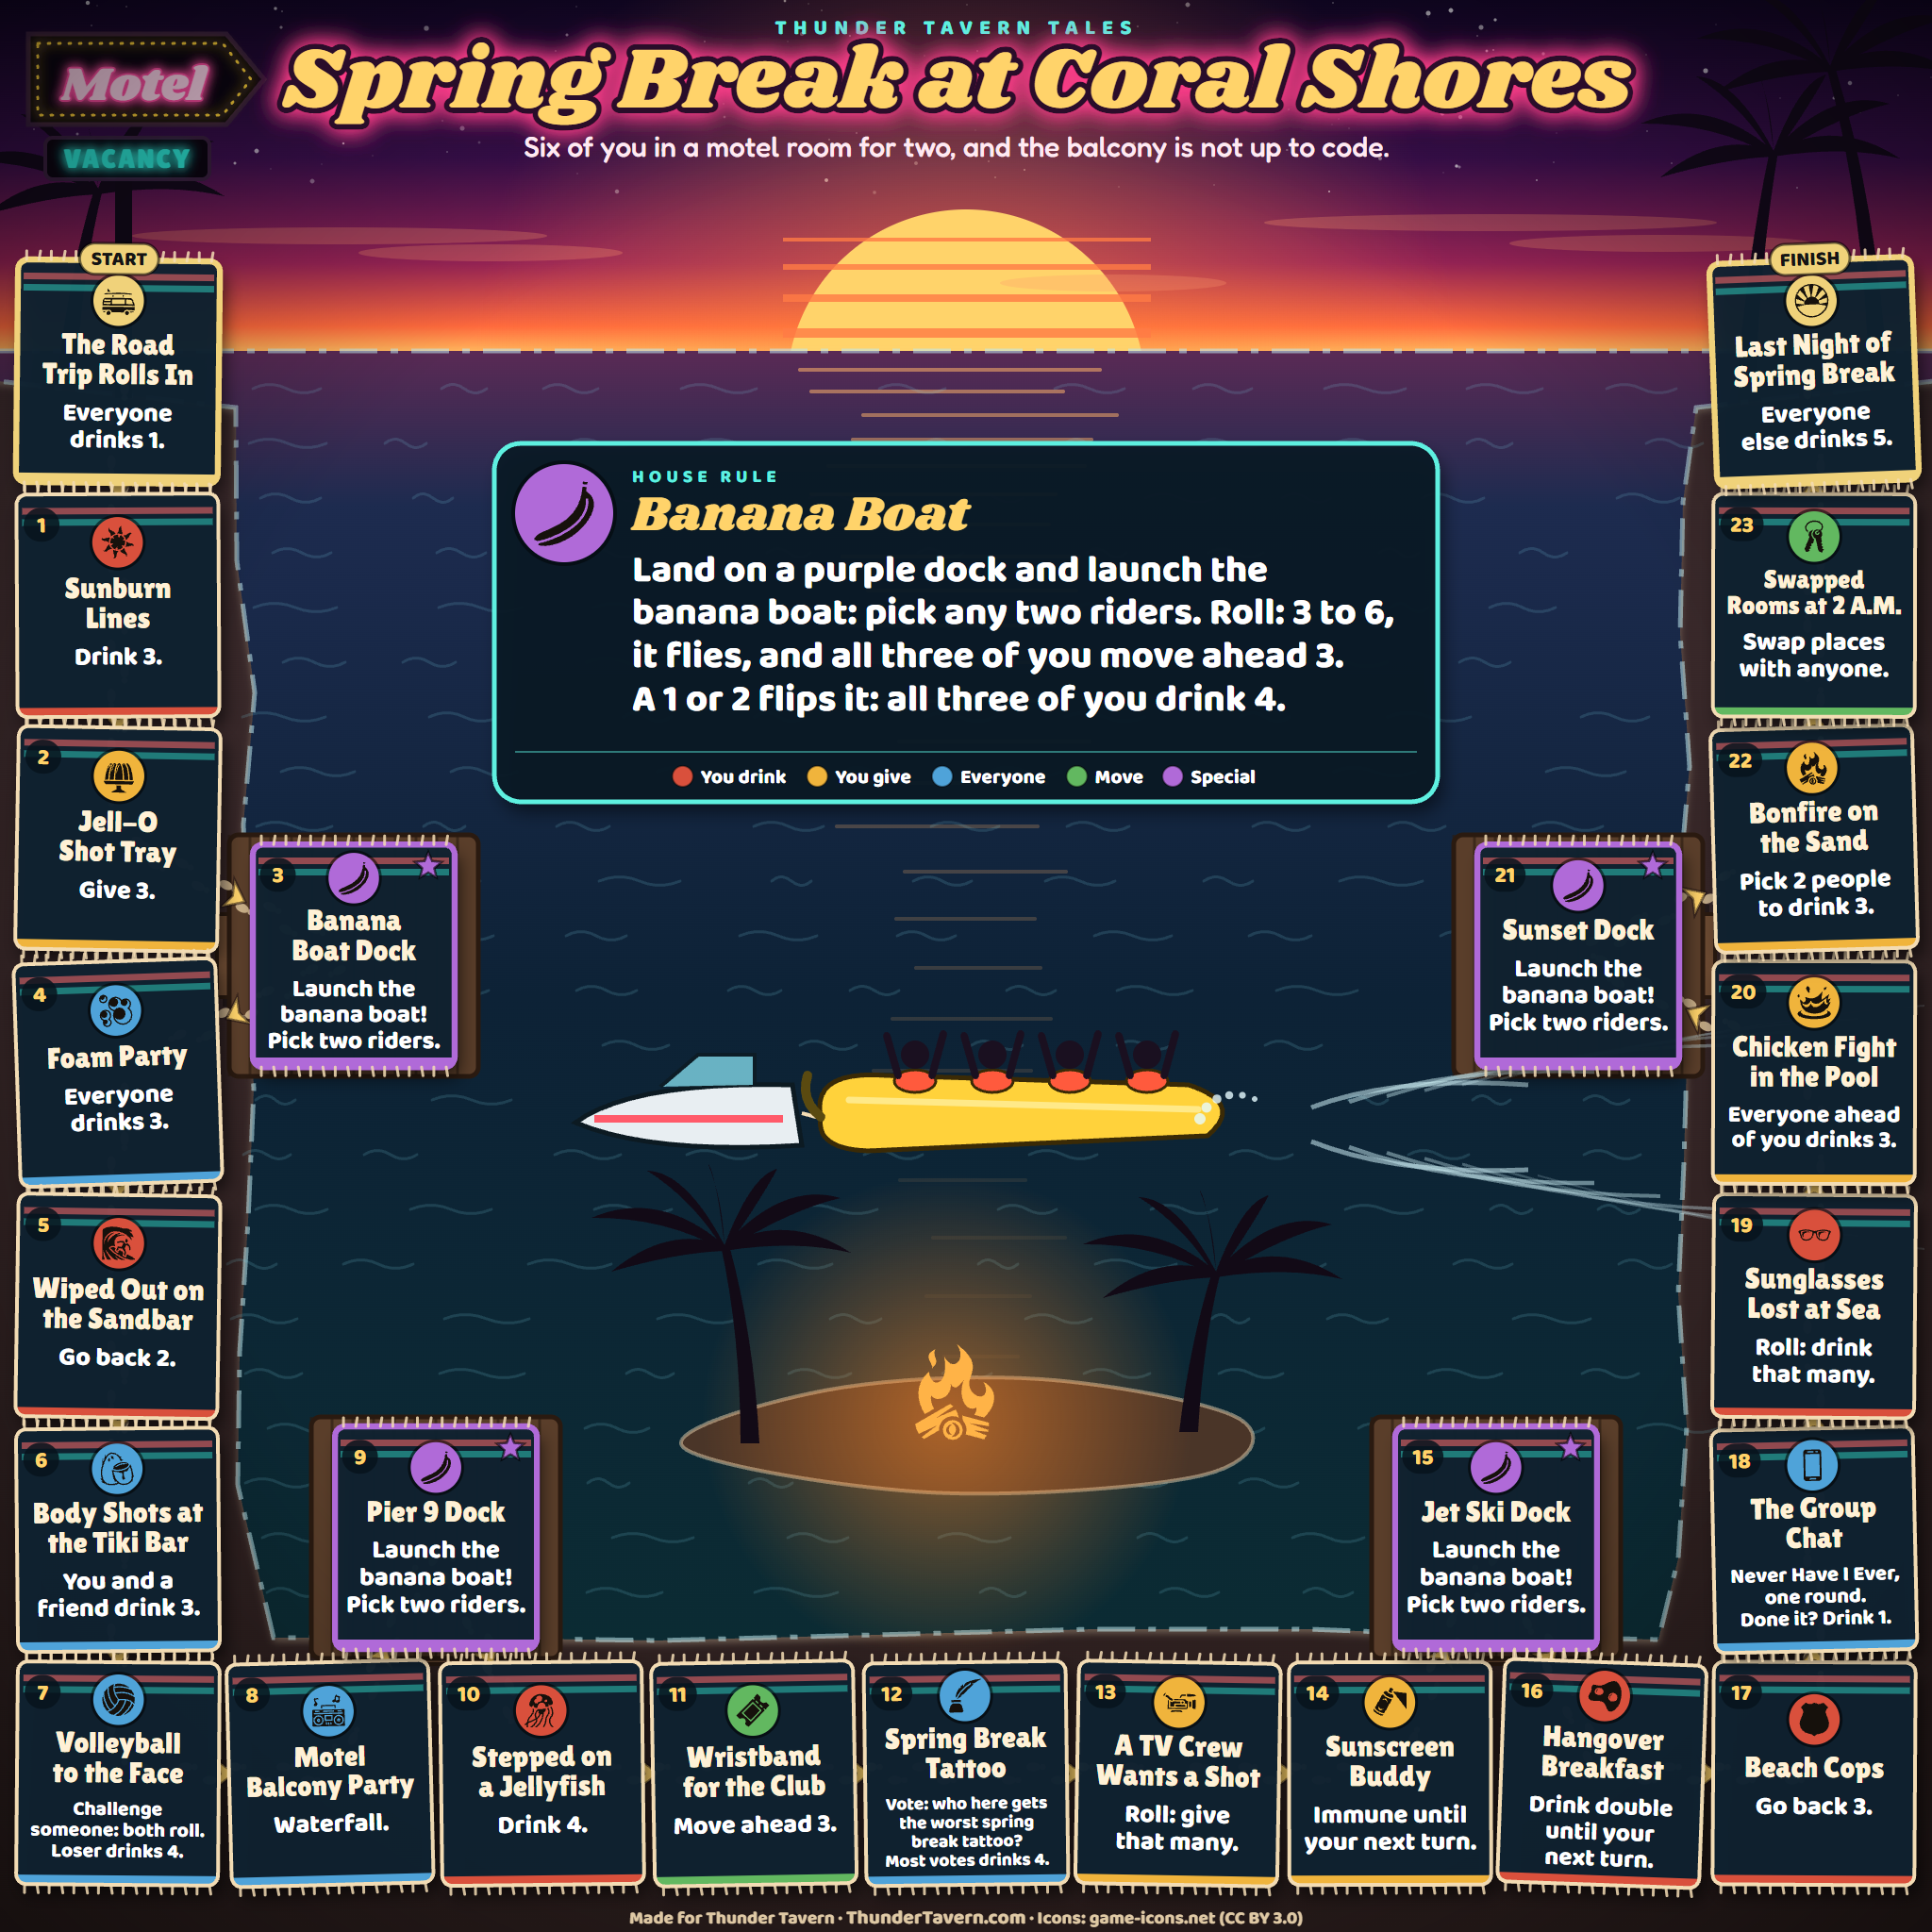 THUNDER TAVERN TALES
Motel
VACANCY
Spring Break at Coral Shores
Six of you in a motel room for two, and the balcony is not up to code.
START
The Road
Trip Rolls In
Everyone
drinks 1.
1
Sunburn
Lines
Drink 3.
2
Jell-O
Shot Tray
Give 3.
3
Banana
Boat Dock
Launch the
banana boat!
Pick two riders.
4
Foam Party
Everyone
drinks 3.
5
Wiped Out on
the Sandbar
Go back 2.
6
Body Shots at
the Tiki Bar
You and a
friend drink 3.
7
Volleyball
to the Face
Challenge
someone: both roll.
Loser drinks 4.
8
Motel
Balcony Party
Waterfall.
9
Pier 9 Dock
Launch the
banana boat!
Pick two riders.
10
Stepped on
a Jellyfish
Drink 4.
11
Wristband
for the Club
Move ahead 3.
12
Spring Break
Tattoo
Vote: who here gets
the worst spring
break tattoo?
Most votes drinks 4.
13
A TV Crew
Wants a Shot
Roll: give
that many.
14
Sunscreen
Buddy
Immune until
your next turn.
15
Jet Ski Dock
Launch the
banana boat!
Pick two riders.
16
Hangover
Breakfast
Drink double
until your
next turn.
17
Beach Cops
Go back 3.
18
The Group
Chat
Never Have I Ever,
one round.
Done it? Drink 1.
19
Sunglasses
Lost at Sea
Roll: drink
that many.
20
Chicken Fight
in the Pool
Everyone ahead
of you drinks 3.
21
Sunset Dock
Launch the
banana boat!
Pick two riders.
22
Bonfire on
the Sand
Pick 2 people
to drink 3.
23
Swapped
Rooms at 2 A.M.
Swap places
with anyone.
FINISH
Last Night of
Spring Break
Everyone
else drinks 5.
HOUSE RULE
Banana Boat
Land on a purple dock and launch the
banana boat: pick any two riders. Roll: 3 to 6,
it flies, and all three of you move ahead 3.
A 1 or 2 flips it: all three of you drink 4.
You drink
You give
Everyone
Move
Special
Made for Thunder Tavern · ThunderTavern.com · Icons: game-icons.net (CC BY 3.0)